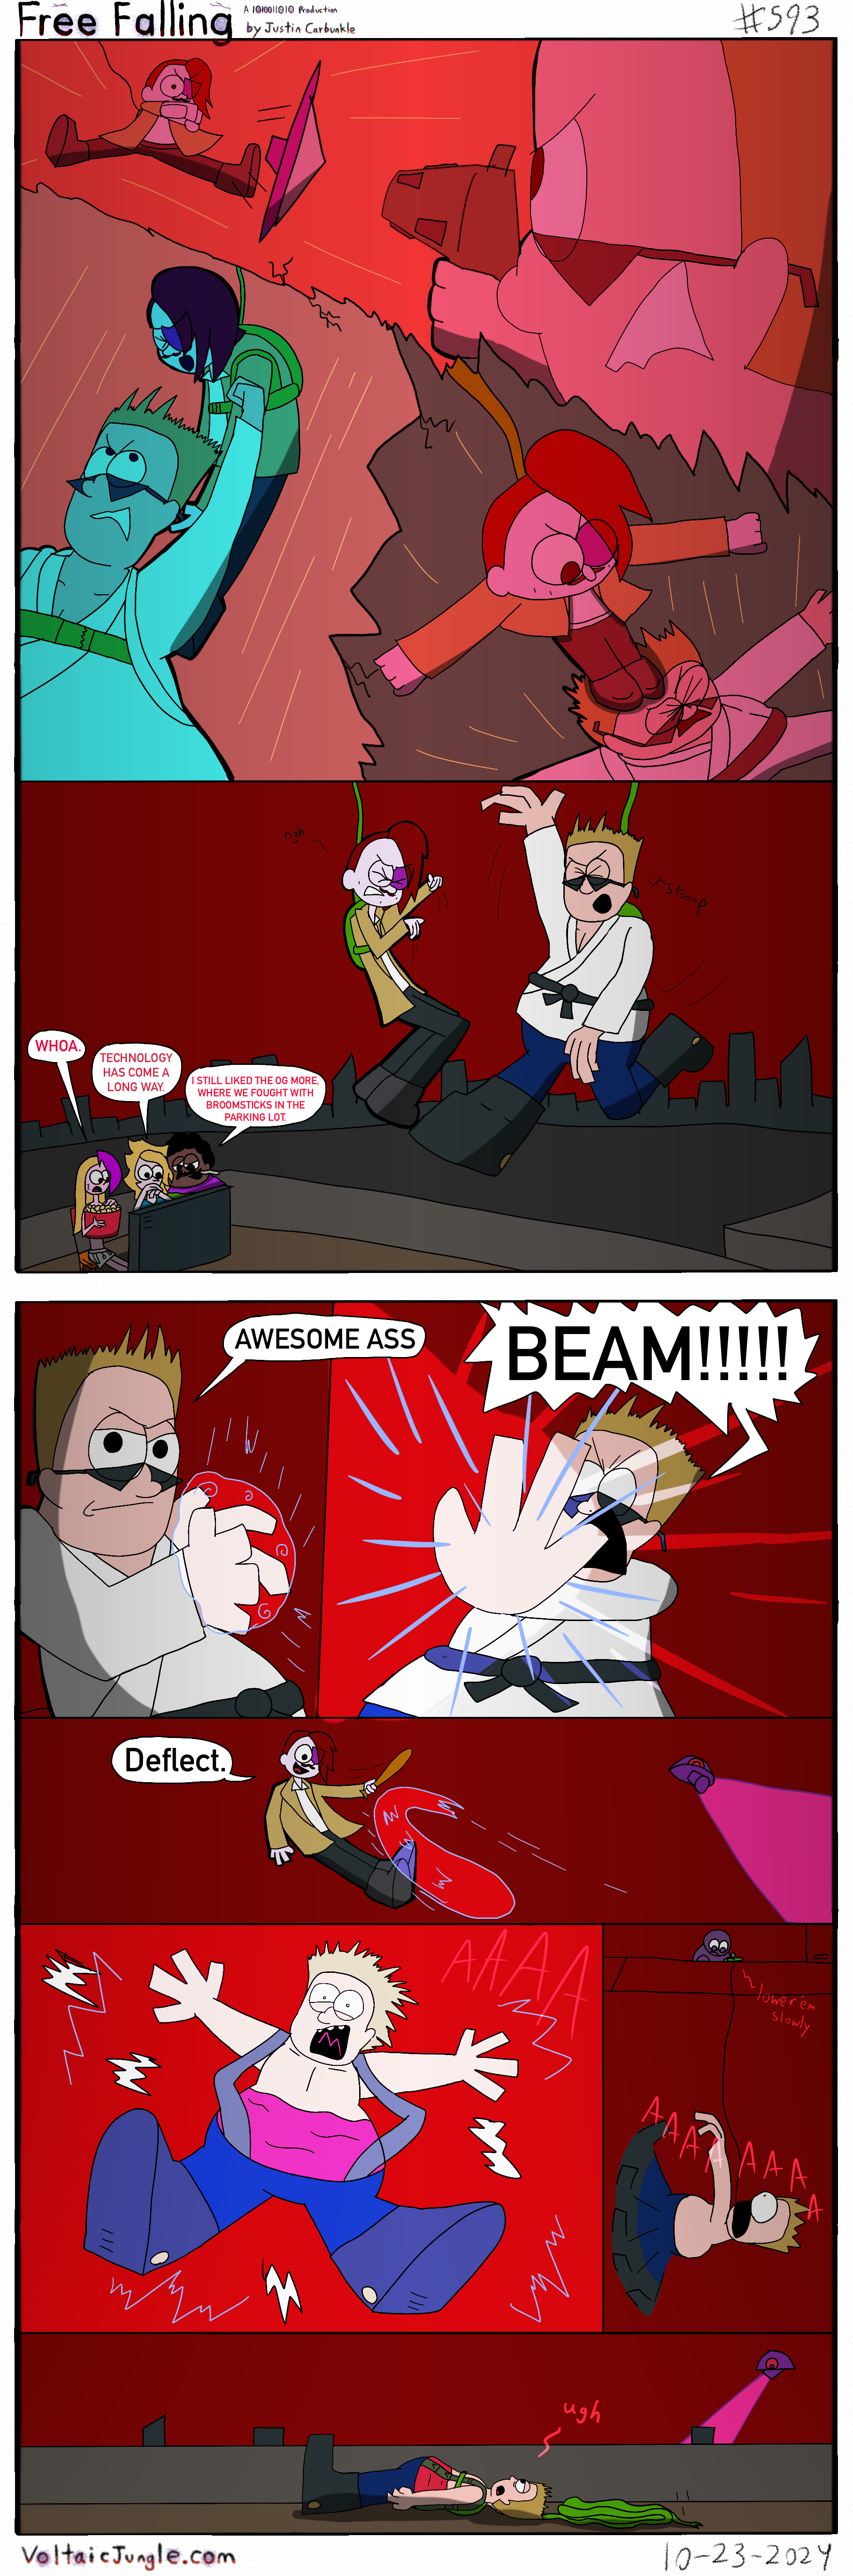 Free Falling
A 1010011010 Production
by Justin Carbunkle
#593
ngh
stooop
WHOA.
TECHNOLOGY
HAS COME A
LONG WAY.
I STILL LIKED THE OG MORE,
WHERE WE FOUGHT WITH
BROOMSTICKS IN THE
PARKING LOT.
AWESOME ASS
BEAM!!!!!
Deflect.
AAAA
lower'em
slowly
AAAAAAAA
ugh
VoltaicJungle.com
10-23-2024